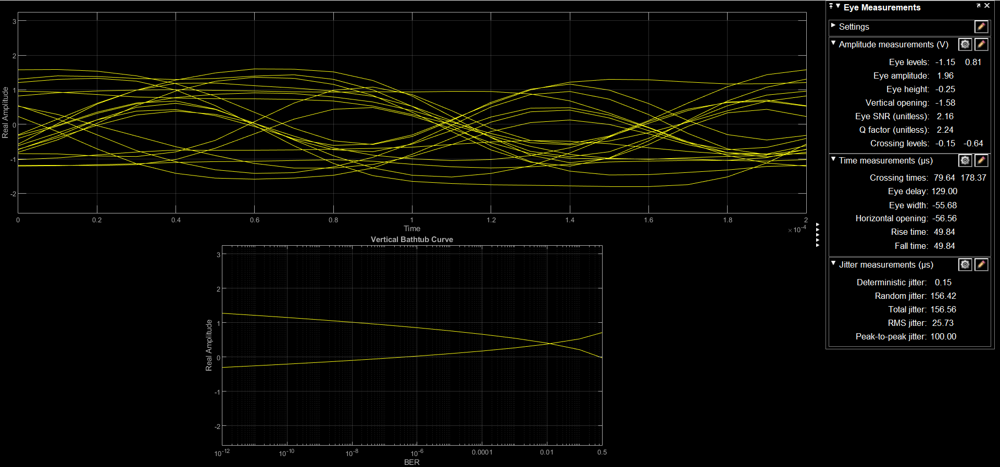 Eye Measurements
Settings
Amplitude measurements (V)
Eye levels: -1.15 0.81
Eye amplitude: 1.96
Eye height: -0.25
Vertical opening: -1.58
Eye SNR (unitless): 2.16
Q factor (unitless): 2.24
Crossing levels: -0.15 -0.64
Time measurements (µs)
Crossing times: 79.64 178.37
Eye delay: 129.00
Eye width: -55.68
Horizontal opening: -56.56
Rise time: 49.84
Fall time: 49.84
Jitter measurements (µs)
Deterministic jitter: 0.15
Random jitter: 156.42
Total jitter: 156.56
RMS jitter: 25.73
Peak-to-peak jitter: 100.00
Real Amplitude
3
2
1
0
-1
-2
0 0.2 0.4 0.6 0.8 1 1.2 1.4 1.6 1.8 2
Time
×10-4
Vertical Bathtub Curve
Real Amplitude
3
2
1
0
-1
-2
10-12 10-10 10-8 10-6 0.0001 0.01 0.5
BER